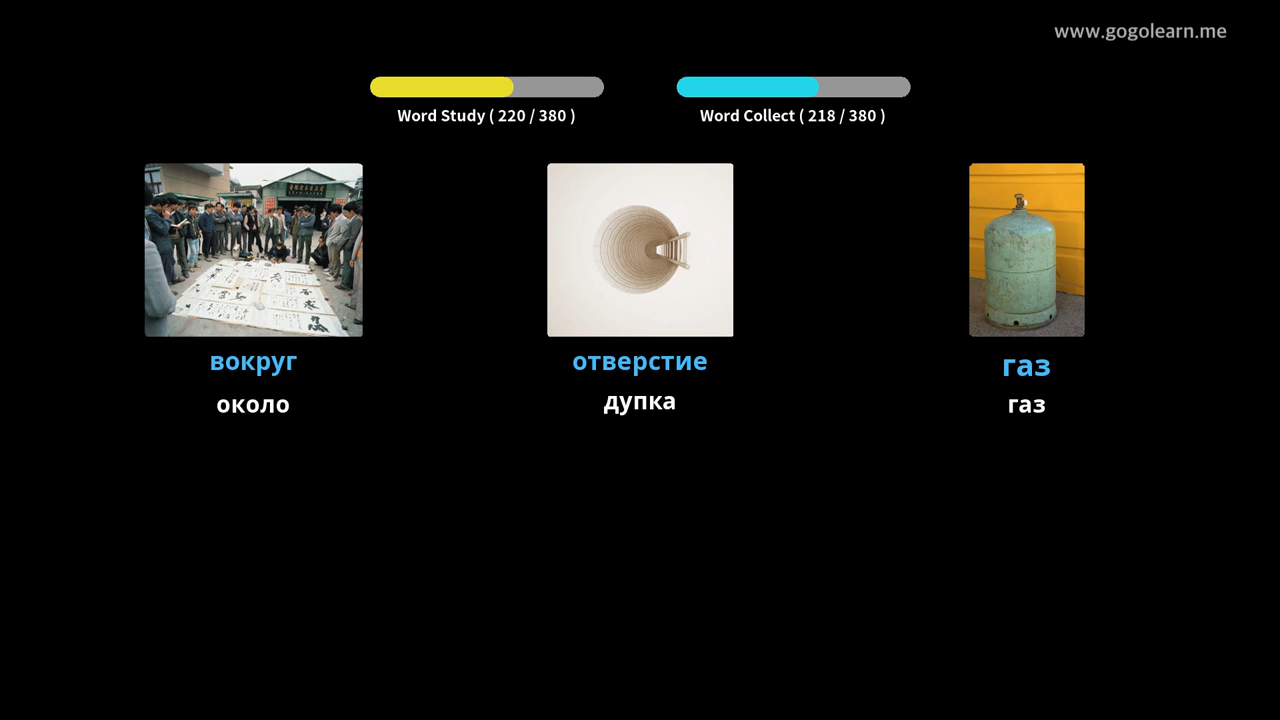 www.gogolearn.me
Word Study ( 220 / 380 )
Word Collect ( 218 / 380 )
вокруг
отверстие
газ
около
дупка
газ